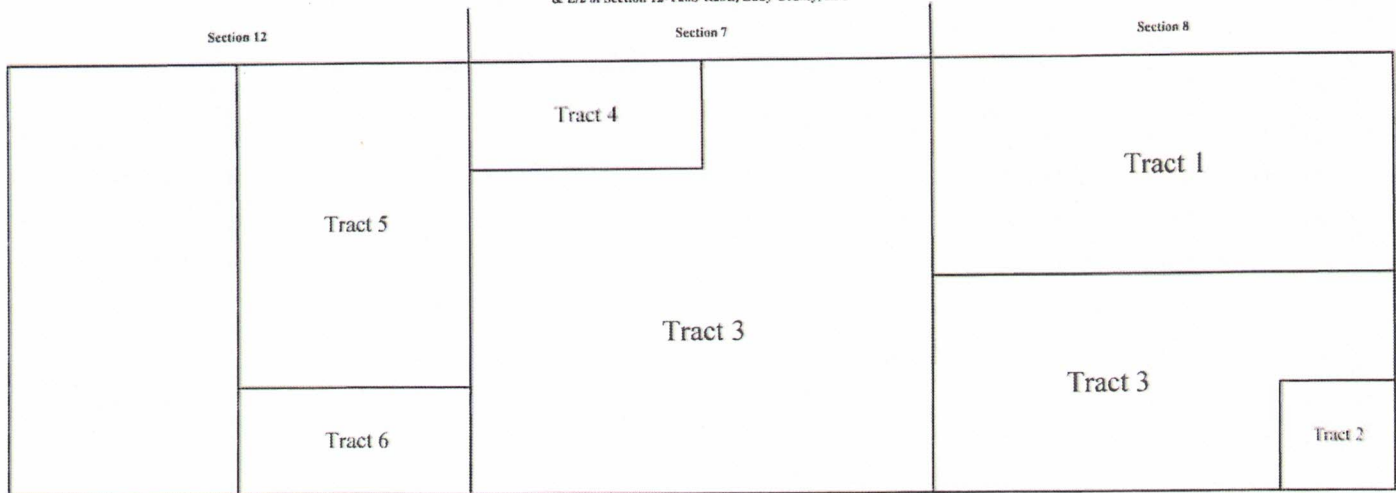 Section 12
Section 7
Section 8
Tract 4
Tract 1
Tract 5
Tract 3
Tract 3
Tract 6
Tract 2